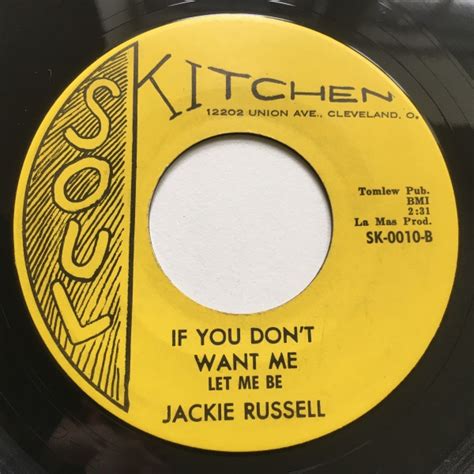 SOUL
KITCHEN
12202 UNION AVE., CLEVELAND, O.
Tomlew Pub.
BMI
2:31
La Mas Prod.
SK-0010-B
IF YOU DON'T
WANT ME
LET ME BE
JACKIE RUSSELL